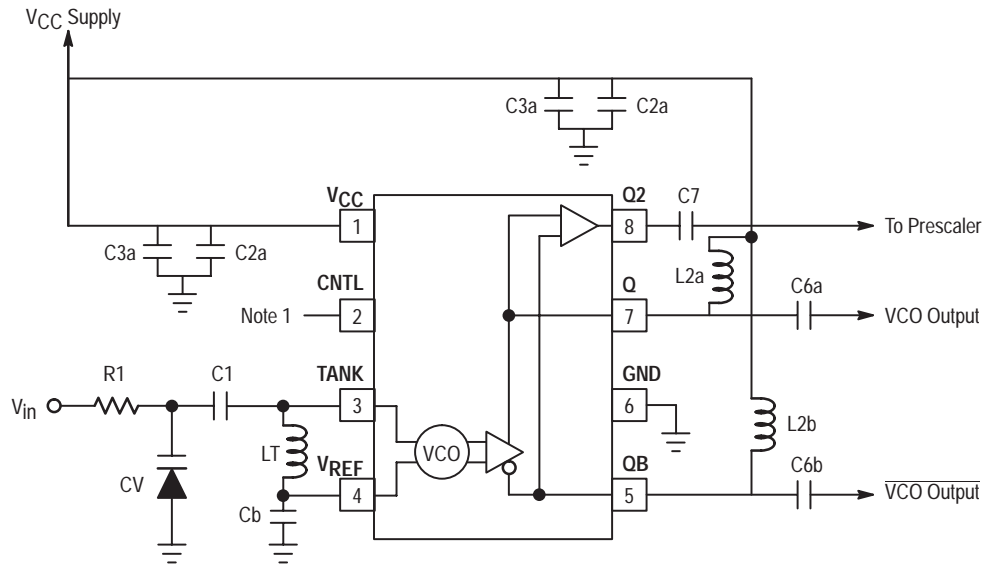 VCC Supply
C3a
C2a
VCC
1
Q2
8
C7
To Prescaler
C3a
C2a
L2a
CNTL
Note 1
2
Q
7
C6a
VCO Output
R1
C1
TANK
3
GND
6
Vin
LT
VCO
L2b
VREF
4
CV
Cb
QB
5
C6b
VCO Output